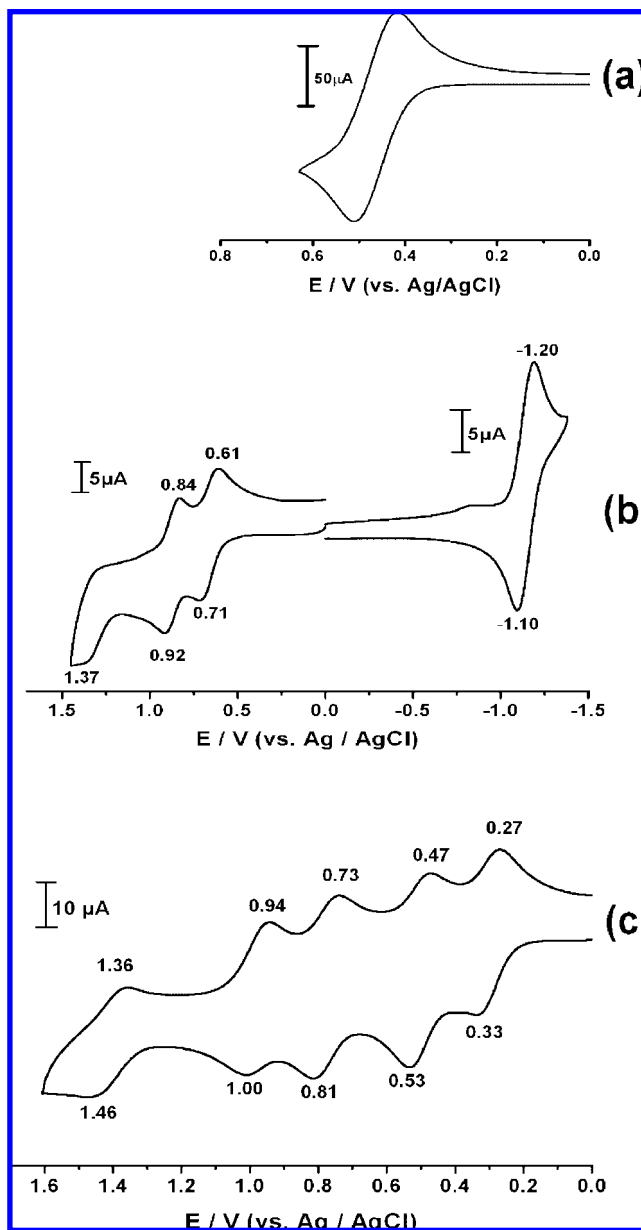 50μA
(a)
0.8 0.6 0.4 0.2 0.0
E / V (vs. Ag/AgCl)
-1.20
5μA
5μA
0.84 0.61
(b
0.92 0.71
1.37
-1.10
1.5 1.0 0.5 0.0 -0.5 -1.0 -1.5
E / V (vs. Ag / AgCl)
10 μA
1.36 0.94 0.73 0.47 0.27
(c
1.46 1.00 0.81 0.53 0.33
1.6 1.4 1.2 1.0 0.8 0.6 0.4 0.2 0.0
E / V (vs. Ag / AgCl)